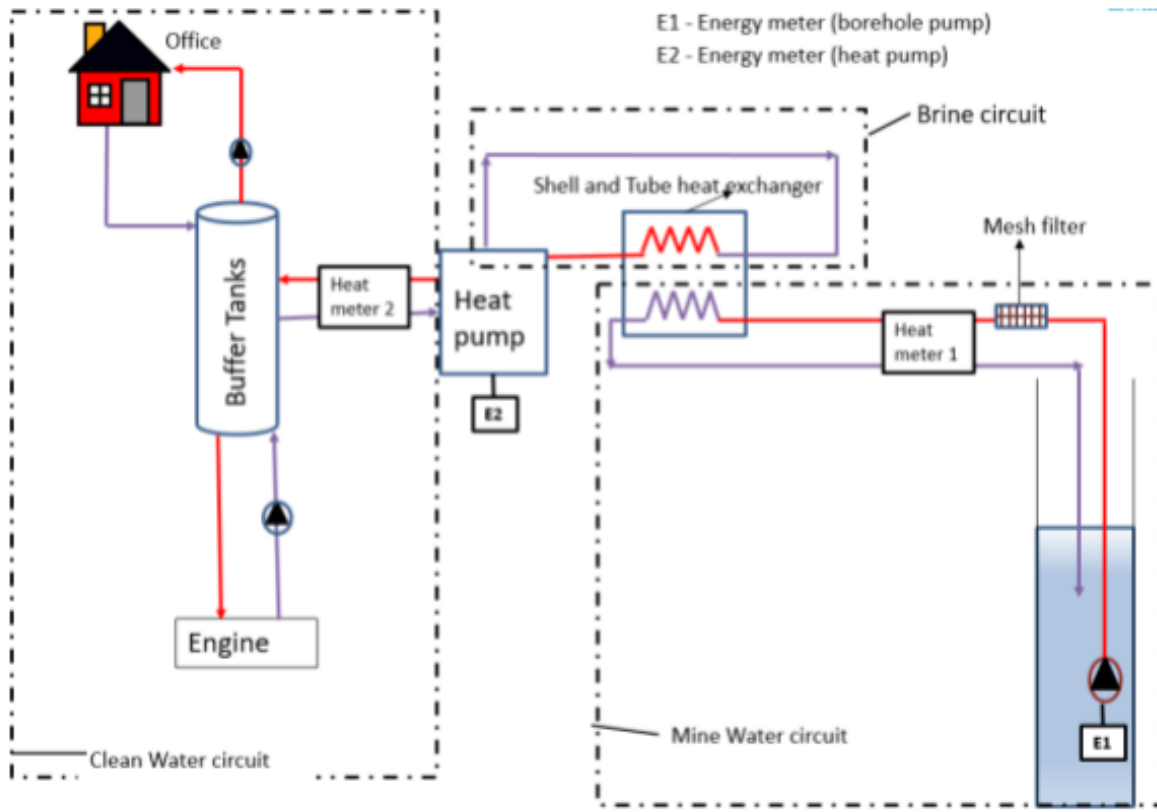 E1 - Energy meter (borehole pump)
E2 - Energy meter (heat pump)
Office
Brine circuit
Shell and Tube heat exchanger
Mesh filter
Buffer Tanks
Heat
meter 2
Heat
pump
Heat
meter 1
E2
Engine
E1
Mine Water circuit
Clean Water circuit